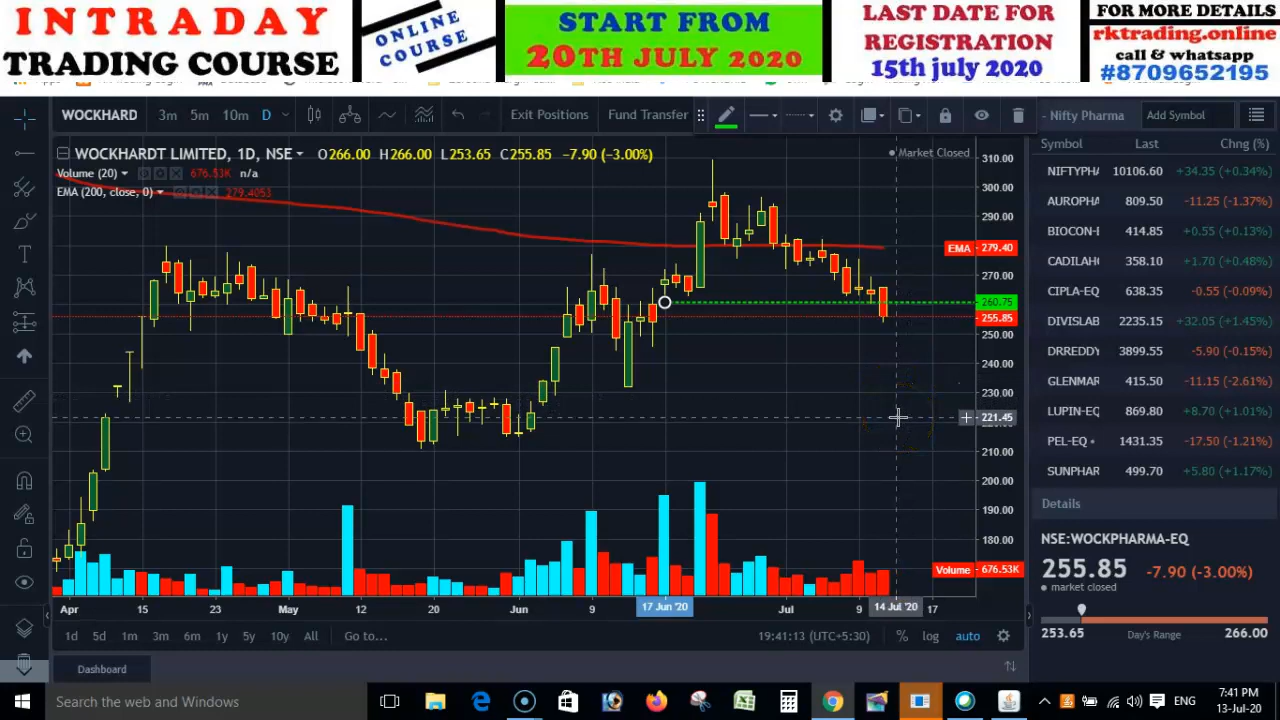 INTRADAY
TRADING COURSE
ONLINE
COURSE
START FROM
20TH JULY 2020
LAST DATE FOR
REGISTRATION
15th july 2020
FOR MORE DETAILS
rktrading.online
call & whatsapp
#8709652195
WOCKHARD
3m
5m
10m
D
Exit Positions
Fund Transfer
- Nifty Pharma
Add Symbol
WOCKHARDT LIMITED, 1D, NSE
O266.00 H266.00 L253.65 C255.85 -7.90 (-3.00%)
Volume (20)
676.53K n/a
EMA (200, close, 0)
279.4053
Market Closed
310.00
300.00
290.00
EMA 279.40
270.00
260.75
255.85
250.00
240.00
230.00
221.45
210.00
200.00
190.00
180.00
Volume 676.53K
Apr 15 23 May 12 20 Jun 9 17 Jun '20 Jul 9 14 Jul '20 17
1d 5d 1m 3m 6m 1y 5y 10y All Go to...
19:41:13 (UTC+5:30) % log auto
Dashboard
Symbol Last Chng (%)
NIFTYPHA 10106.60 +34.35 (+0.34%)
AUROPHA 809.50 -11.25 (-1.37%)
BIOCON-E 414.85 +0.55 (+0.13%)
CADILAH 358.10 +1.70 (+0.48%)
CIPLA-EQ 638.35 -0.55 (-0.09%)
DIVISLAB 2235.15 +32.05 (+1.45%)
DRREDDY 3899.55 -5.90 (-0.15%)
GLENMAR 415.50 -11.15 (-2.61%)
LUPIN-EQ 869.80 +8.70 (+1.01%)
PEL-EQ 1431.35 -17.50 (-1.21%)
SUNPHAR 499.70 +5.80 (+1.17%)
Details
NSE:WOCKPHARMA-EQ
255.85 -7.90 (-3.00%)
market closed
253.65 Day's Range 266.00
Search the web and Windows
ENG
7:41 PM
13-Jul-20